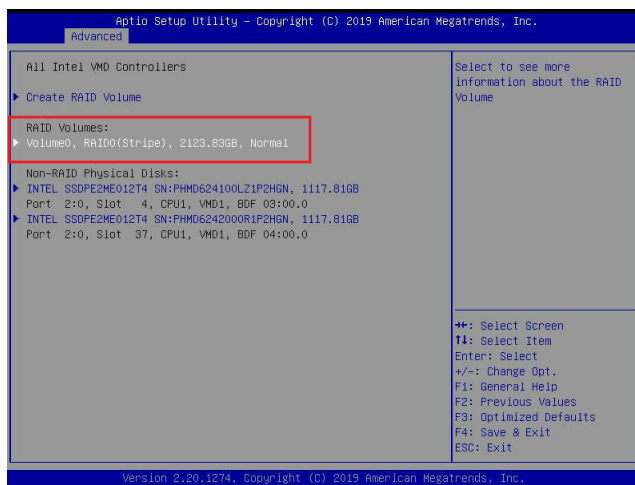 Aptio Setup Utility – Copyright (C) 2019 American Megatrends, Inc.
Advanced
All Intel VMD Controllers
Create RAID Volume
RAID Volumes:
Volume0, RAID0(Stripe), 2123.83GB, Normal
Non-RAID Physical Disks:
INTEL SSDPE2ME012T4 SN:PHMD624100LZ1P2HGN, 1117.81GB
Port 2:0, Slot 4, CPU1, VMD1, BDF 03:00.0
INTEL SSDPE2ME012T4 SN:PHMD6242000R1P2HGN, 1117.81GB
Port 2:0, Slot 37, CPU1, VMD1, BDF 04:00.0
Select to see more
information about the RAID
Volume
→←: Select Screen
↑↓: Select Item
Enter: Select
+/-: Change Opt.
F1: General Help
F2: Previous Values
F3: Optimized Defaults
F4: Save & Exit
ESC: Exit
Version 2.20.1274. Copyright (C) 2019 American Megatrends, Inc.